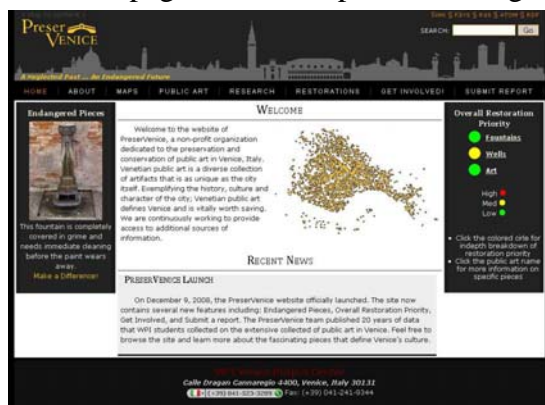 Preser
VENICE
A Neglected Past ... An Endangered Future
SEARCH:
Go
HOME
ABOUT
MAPS
PUBLIC ART
RESEARCH
RESTORATIONS
GET INVOLVED!
SUBMIT REPORT
Endangered Pieces
This fountain is completely
covered in grime and
needs immediate cleaning
before the paint wears
away.
Make a Difference!
WELCOME
Welcome to the website of
PreserVenice, a non-profit organization
dedicated to the preservation and
conservation of public art in Venice, Italy.
Venetian public art is a diverse collection
of artifacts that is as unique as the city
itself. Exemplifying the history, culture and
character of the city; Venetian public art
defines Venice and is vitally worth saving.
We are continuously working to provide
access to additional sources of
information.
RECENT NEWS
PRESERVENICE LAUNCH
On December 9, 2008, the PreserVenice website officially launched. The site now
contains several new features including: Endangered Pieces, Overall Restoration Priority,
Get Involved, and Submit a report. The PreserVenice team published 20 years of data
that WPI students collected on the extensive collected of public art in Venice. Feel free to
browse the site and learn more about the fascinating pieces that define Venice's culture.
Overall Restoration
Priority
Fountains
Wells
Art
High
Med
Low
Click the colored cirle for
indepth breakdown of
restoration priority
Click the public art name
for more information on
specific pieces
Calle Dragan Cannaregio 4400, Venice, Italy 30131
(+39) 041-523-3209 Fax: (+39) 041-241-9344